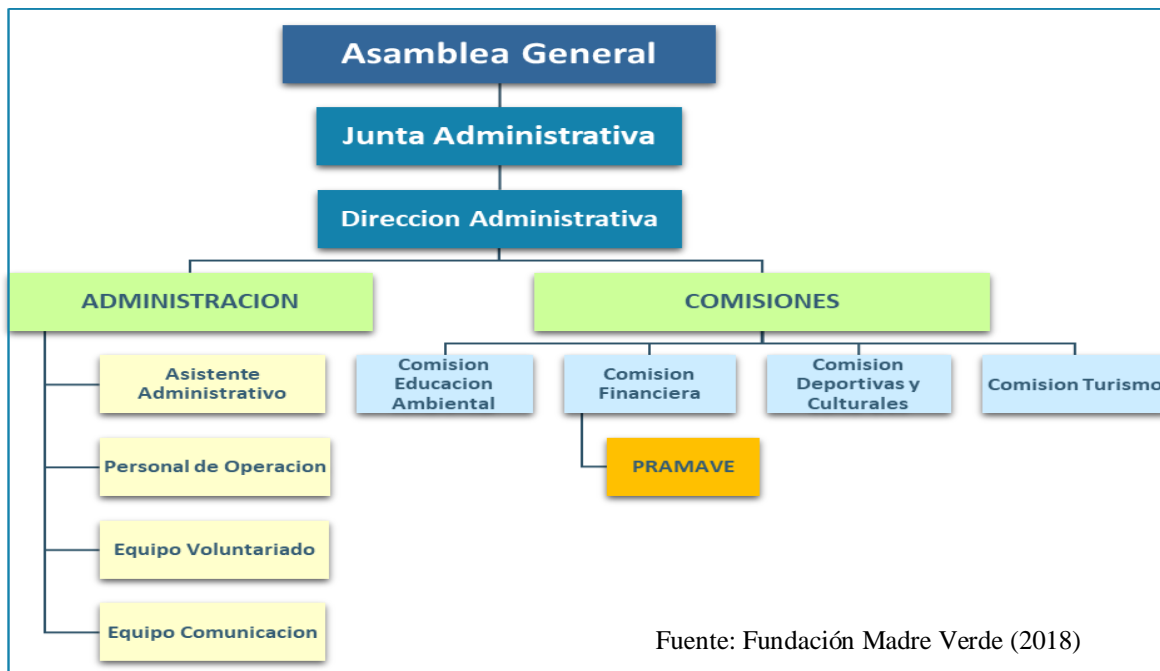 Asamblea General
Junta Administrativa
Direccion Administrativa
ADMINISTRACION
COMISIONES
Asistente
Administrativo
Personal de Operacion
Equipo Voluntariado
Equipo Comunicacion
Comision
Educacion
Ambiental
Comision
Financiera
PRAMAVE
Comision
Deportivas y
Culturales
Comision Turismo
Fuente: Fundación Madre Verde (2018)